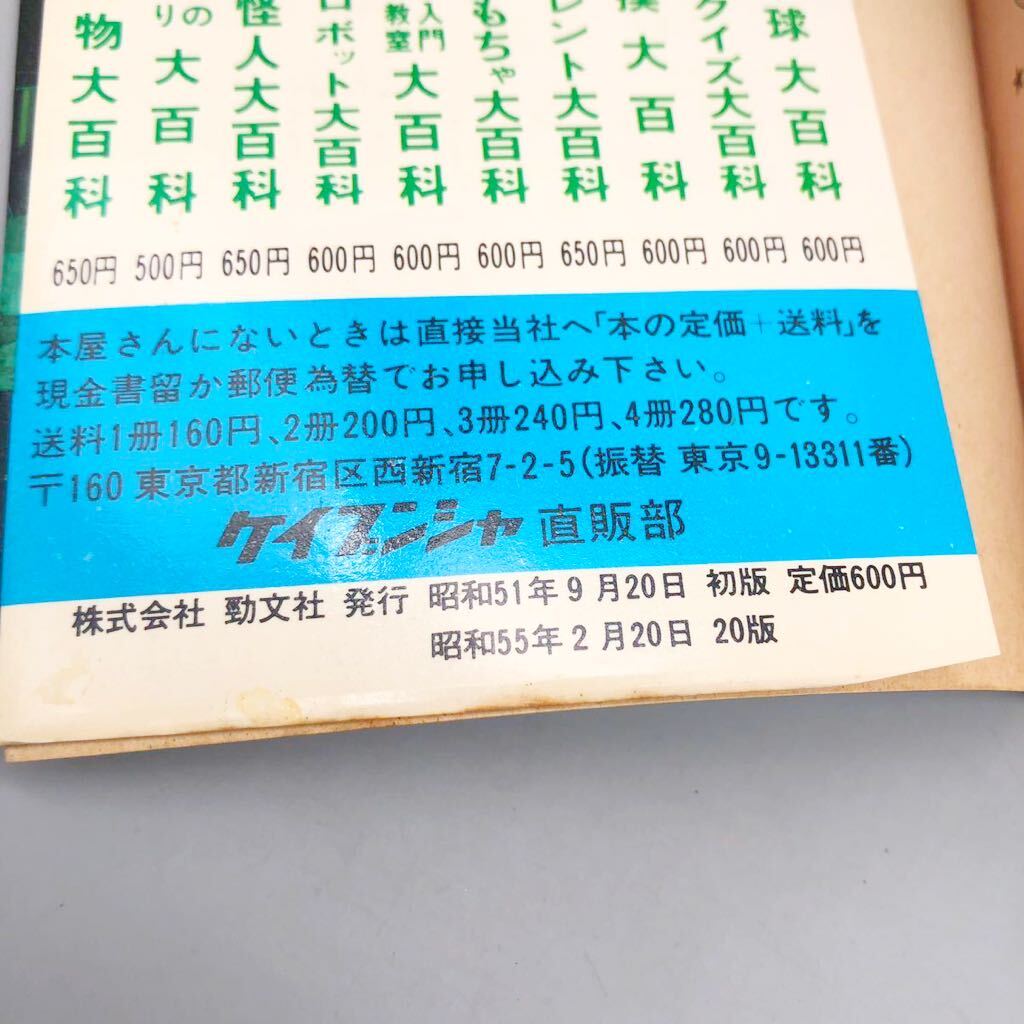 球大百科
クイズ大百科
撲大百科
レント大百科
もちゃ大百科
入門
教室
大百科
ロボット大百科
怪人大百科
りの大百科
物大百科
650円 500円 650円 600円 600円 600円 650円 600円 600円 600円
本屋さんにないときは直接当社へ「本の定価+送料」を
現金書留か郵便為替でお申し込み下さい。
送料1册160円、2册200円、3册240円、4册280円です。
〒160 東京都新宿区西新宿7-2-5(振替 東京9-13311番)
ケイブンシャ 直販部
株式会社 勁文社 発行 昭和51年9月20日 初版 定価600円
昭和55年2月20日 20版